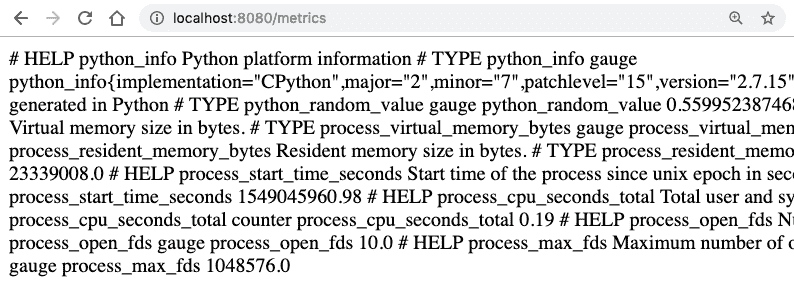 localhost:8080/metrics
# HELP python_info Python platform information # TYPE python_info gauge
python_info{implementation="CPython",major="2",minor="7",patchlevel="15",version="2.7.15"
generated in Python # TYPE python_random_value gauge python_random_value 0.55995238746
Virtual memory size in bytes. # TYPE process_virtual_memory_bytes gauge
process_resident_memory_bytes Resident memory size in bytes. # TYPE
23339008.0 # HELP process_start_time_seconds Start time of the process since unix epoch in
process_start_time_seconds 1549045960.98 # HELP process_cpu_seconds_total Total user and
process_cpu_seconds_total counter process_cpu_seconds_total 0.19 # HELP process_open_fds
process_open_fds gauge process_open_fds 10.0 # HELP process_max_fds Maximum number of
gauge process_max_fds 1048576.0